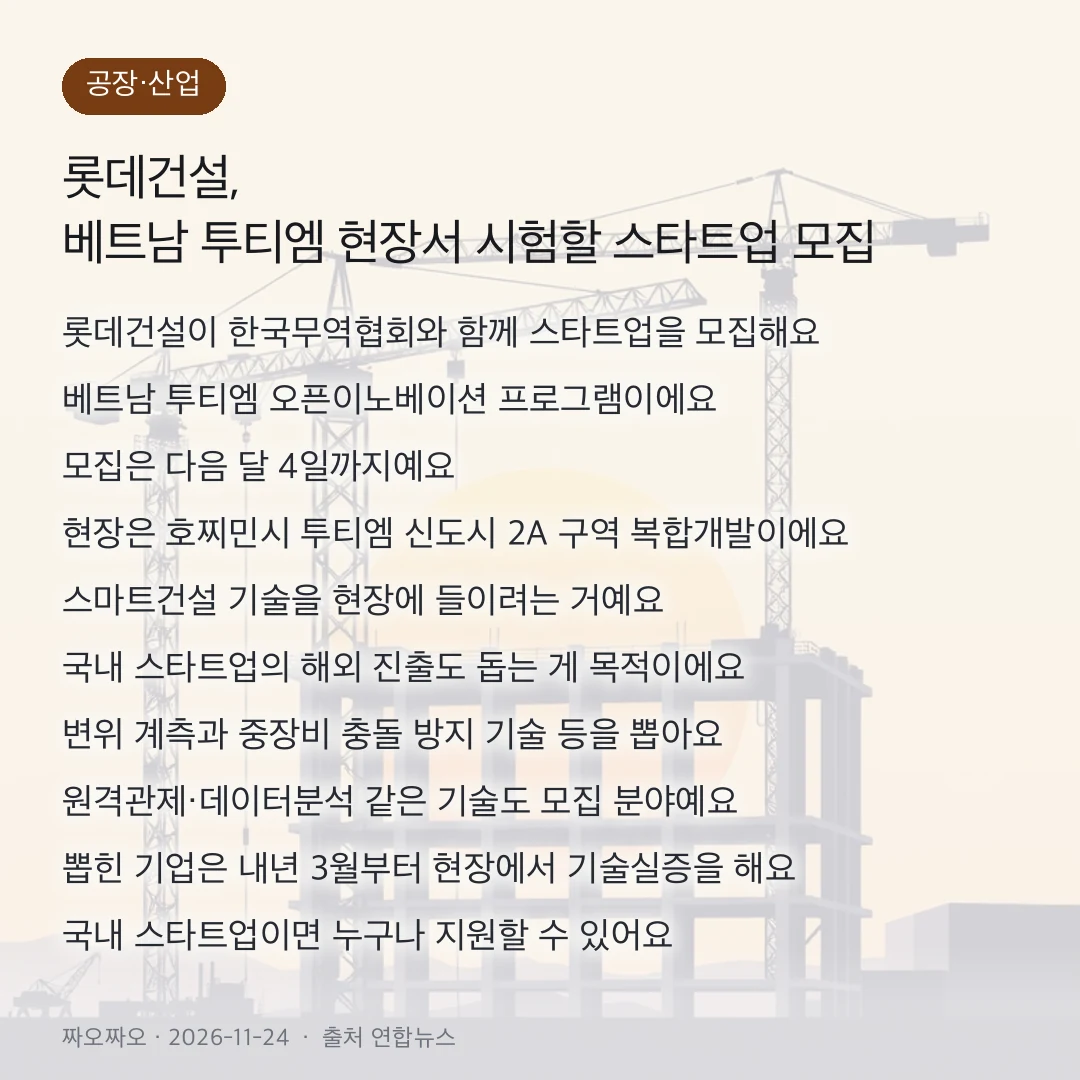 공장·산업
롯데건설,
베트남 투티엠 현장서 시험할 스타트업 모집
롯데건설이 한국무역협회와 함께 스타트업을 모집해요
베트남 투티엠 오픈이노베이션 프로그램이에요
모집은 다음 달 4일까지예요
현장은 호찌민시 투티엠 신도시 2A 구역 복합개발이에요
스마트건설 기술을 현장에 들이려는 거예요
국내 스타트업의 해외 진출도 돕는 게 목적이에요
변위 계측과 중장비 충돌 방지 기술 등을 뽑아요
원격관제·데이터분석 같은 기술도 모집 분야예요
뽑힌 기업은 내년 3월부터 현장에서 기술실증을 해요
국내 스타트업이면 누구나 지원할 수 있어요
짜오짜오 · 2026-11-24 · 출처 연합뉴스